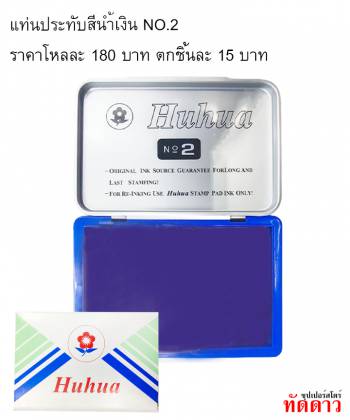 แท่นประทับสีน้ำเงิน NO.2
ราคาโหลละ 180 บาท ตกชิ้นละ 15 บาท
Huhua
No 2
–ORIGINAL INK SOURCE GUARANTEE FORLONG AND
LAST STAMPING!
–FOR RE-INKING USE Huhua STAMP PAD INK ONLY!
Huhua
ซุปเปอร์สโตร์
ทัดดาว